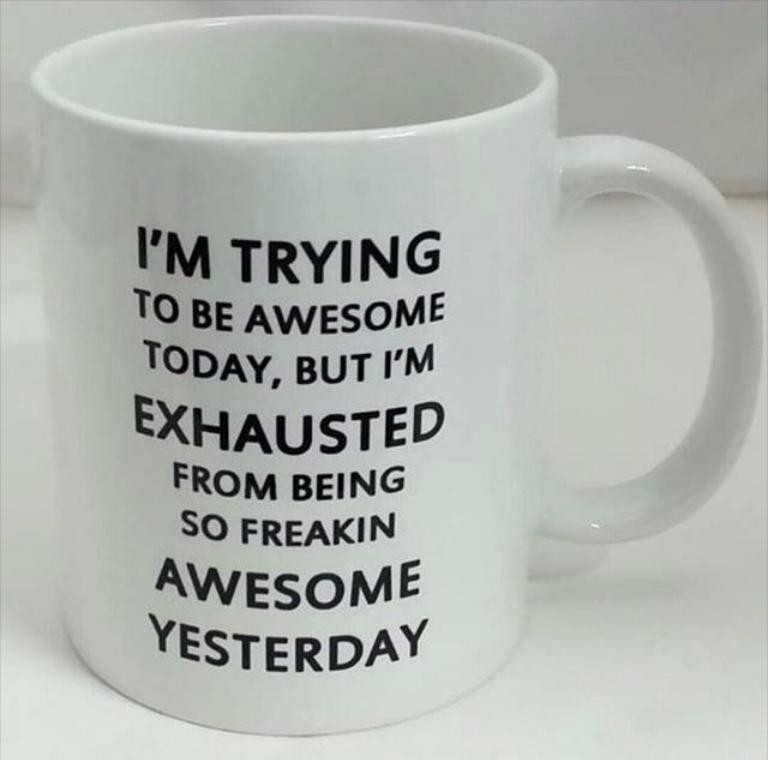 I'M TRYING
TO BE AWESOME
TODAY, BUT I'M
EXHAUSTED
FROM BEING
SO FREAKIN
AWESOME
YESTERDAY